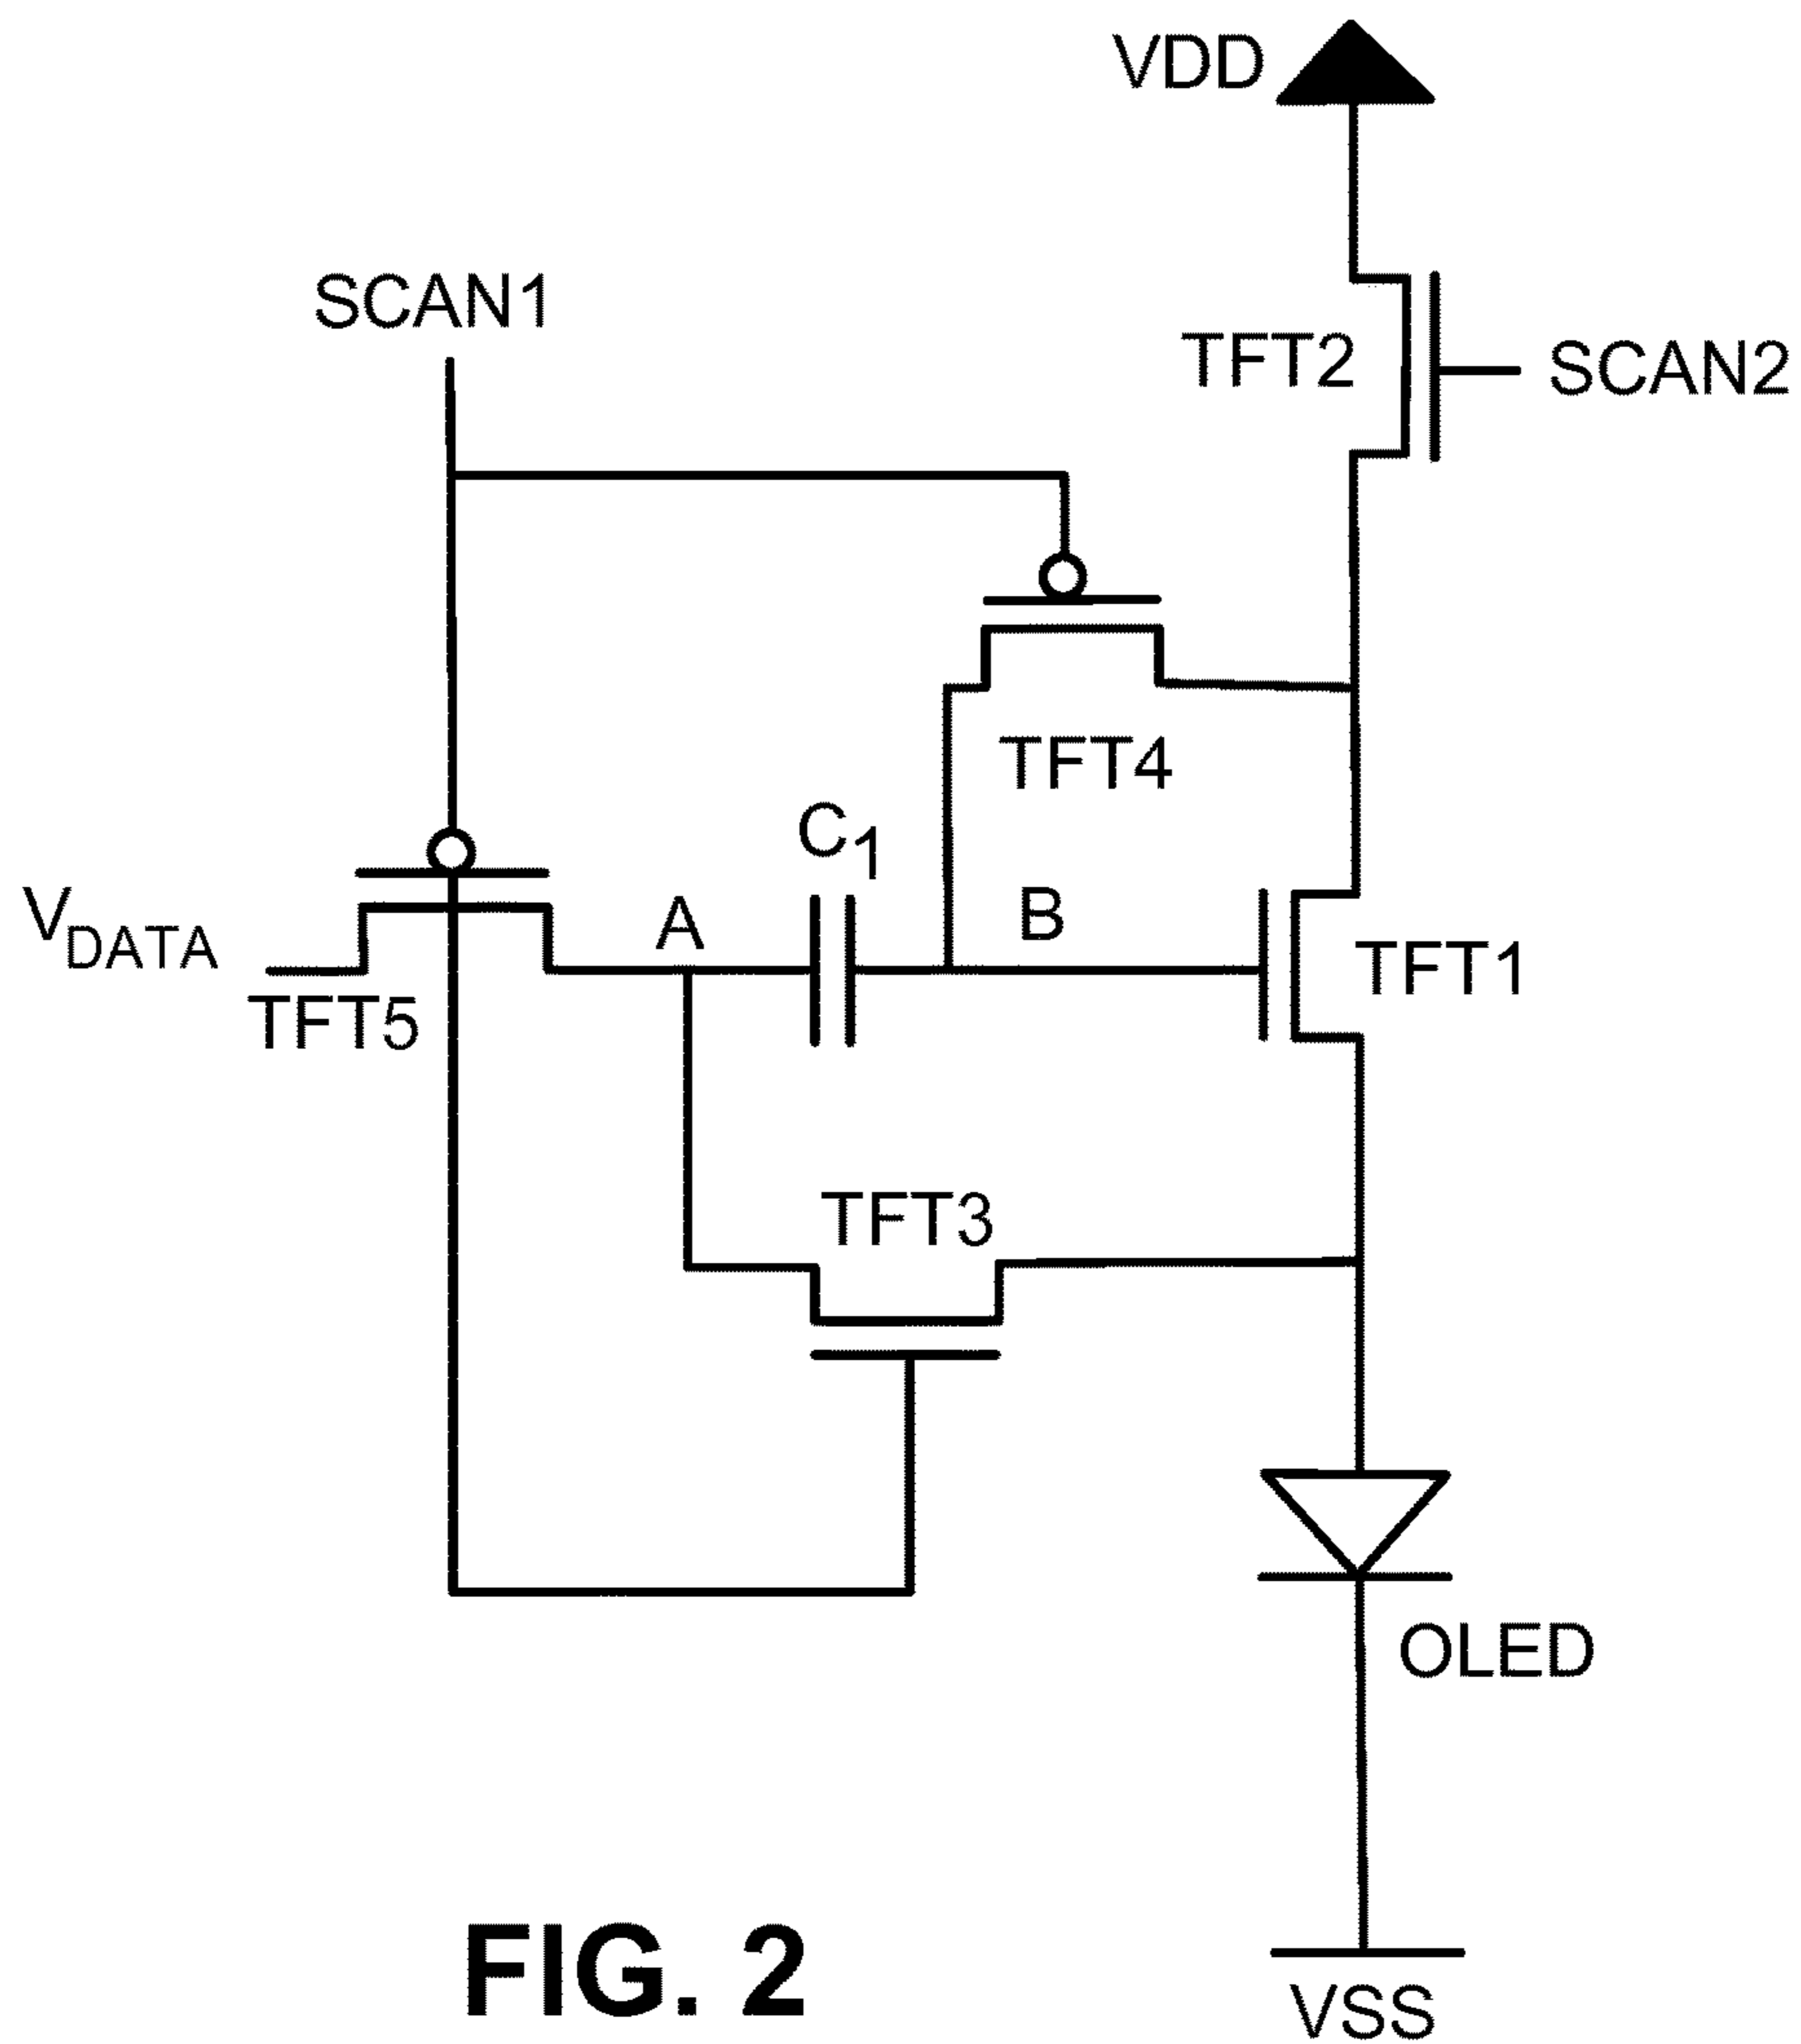 VDD
SCAN1
TFT2
SCAN2
TFT4
C1
VDATA
A
B
TFT1
TFT5
TFT3
OLED
FIG. 2
VSS